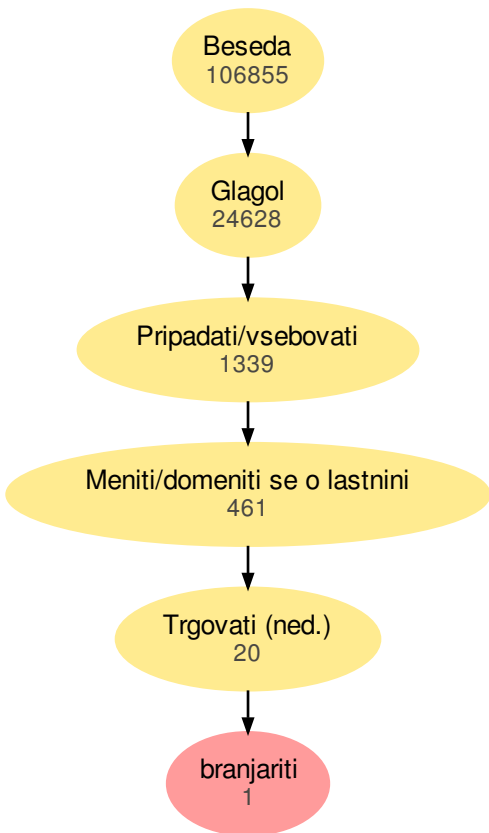 Beseda
106855
Glagol
24628
Pripadati/vsebovati
1339
Meniti/domeniti se o lastnini
461
Trgovati (ned.)
20
branjariti
1